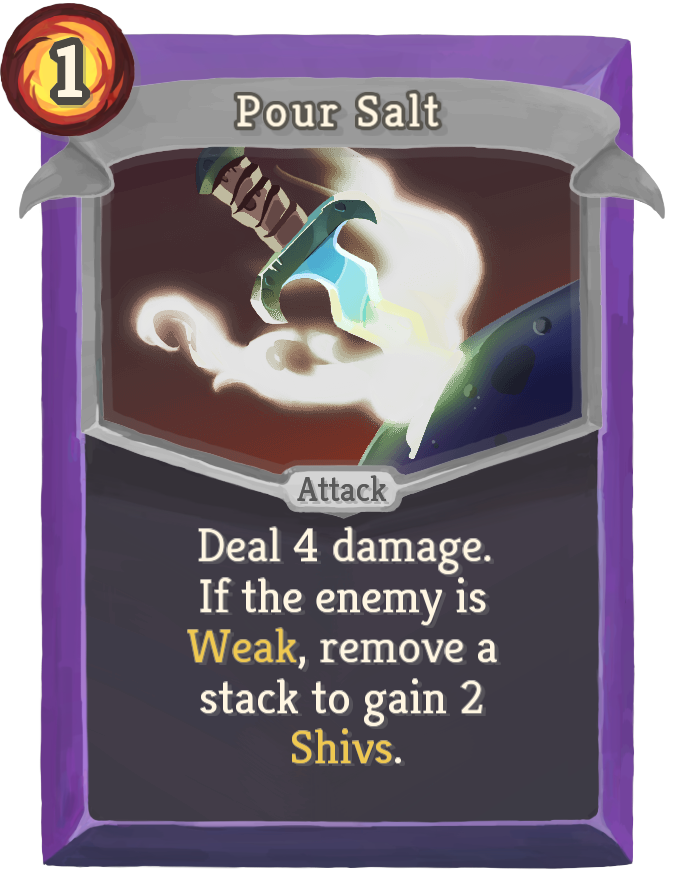 1
Pour Salt
Attack
Deal 4 damage.
If the enemy is
Weak, remove a
stack to gain 2
Shivs.